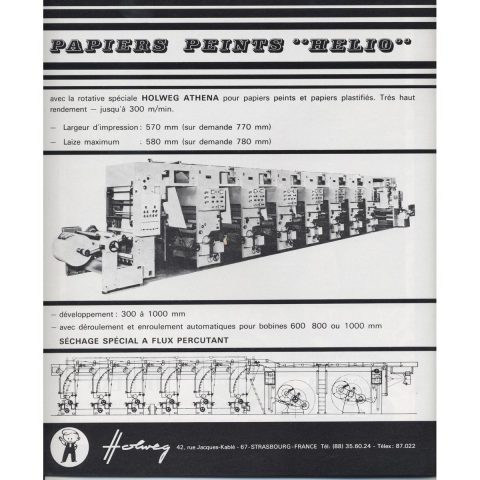 PAPIERS PEINTS "HELIO"
avec la rotative spéciale HOLWEG ATHENA pour papiers peints et papiers plastifiés. Trés haut
rendement — jusqu'à 300 m/min.
— Largeur d'impression : 570 mm (sur demande 770 mm)
— Laize maximum : 580 mm (sur demande 780 mm)
— développement : 300 à 1000 mm
— avec déroulement et enroulement automatiques pour bobines 600 800 ou 1000 mm
SÉCHAGE SPÉCIAL A FLUX PERCUTANT
Holweg 42, rue Jacques-Kablé - 67-STRASBOURG-FRANCE Tél. (88) 35.60.24 - Télex : 87.022